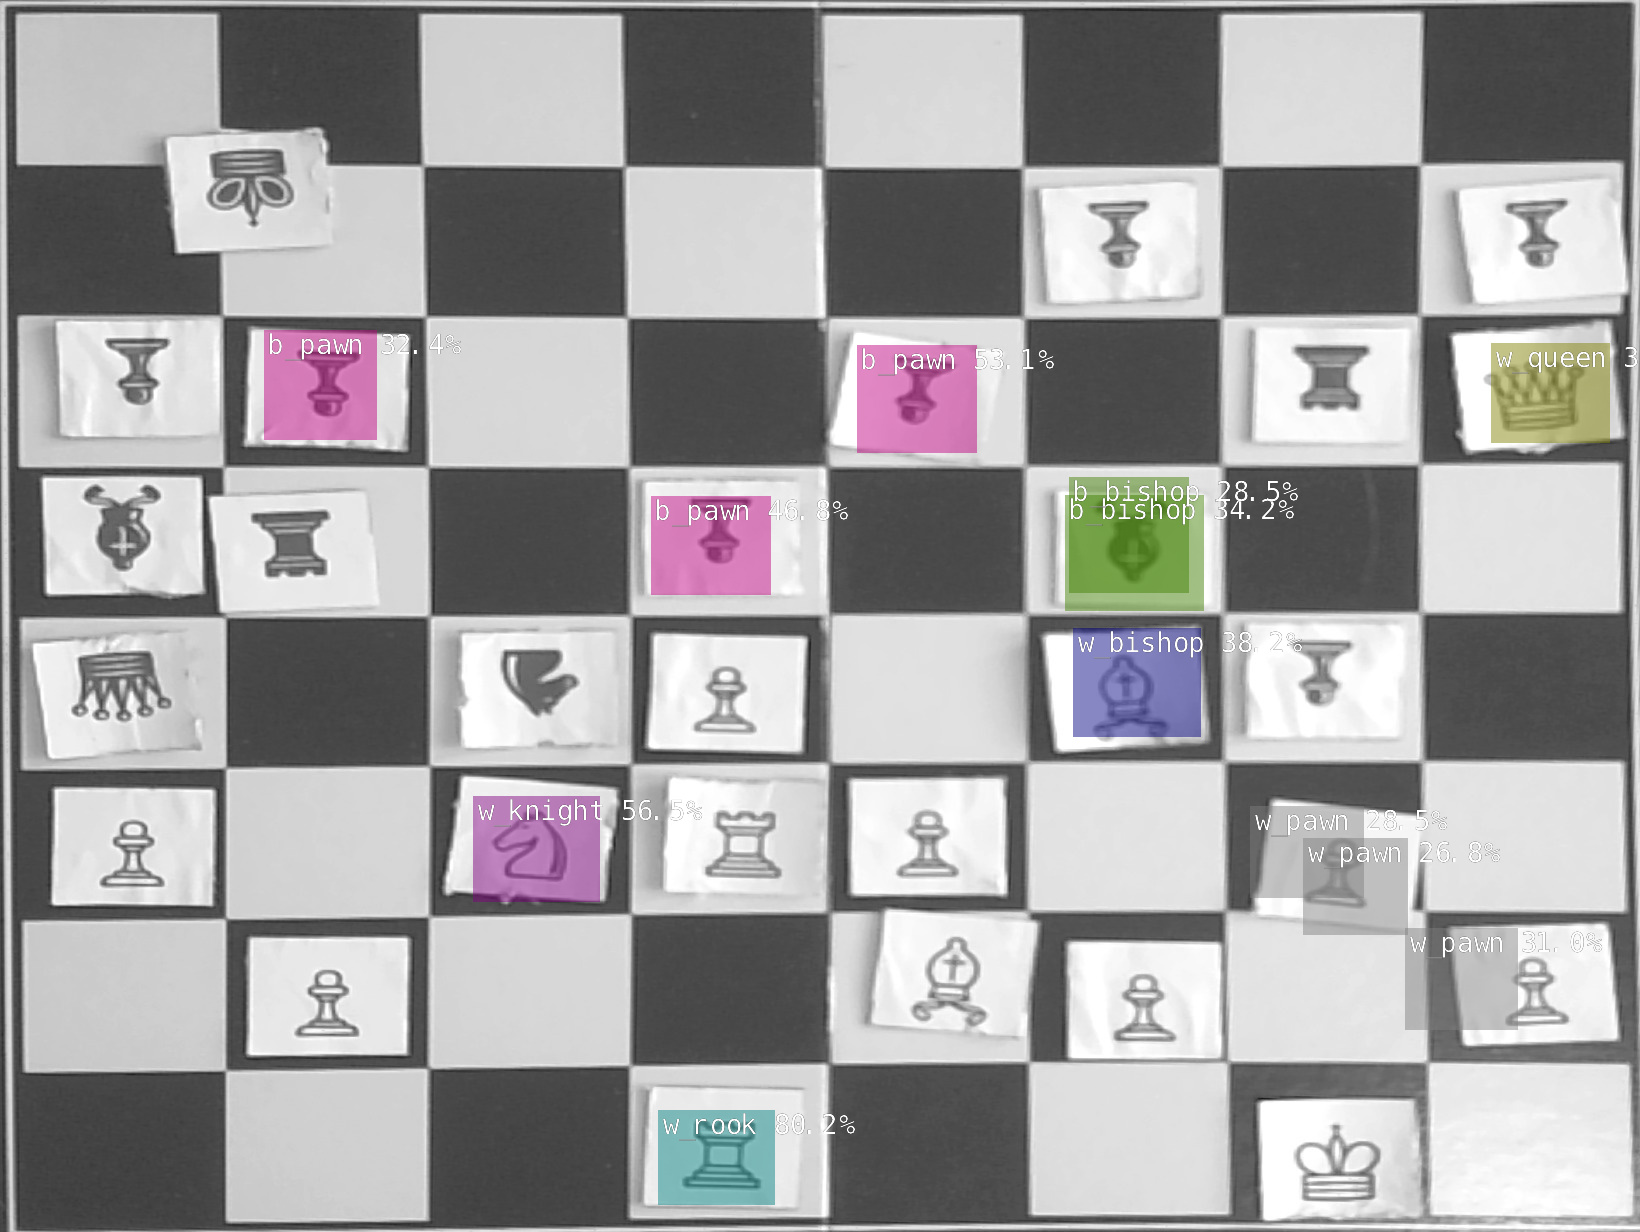 b_pawn 32.4%
b_pawn 53.1%
w_queen 3
b_pawn 46.8%
b_bishop 28.5%
b_bishop 34.2%
w_bishop 38.2%
w_knight 56.5%
w_pawn 28.5%
w_pawn 26.8%
w_pawn 31.0%
w_rook 80.2%